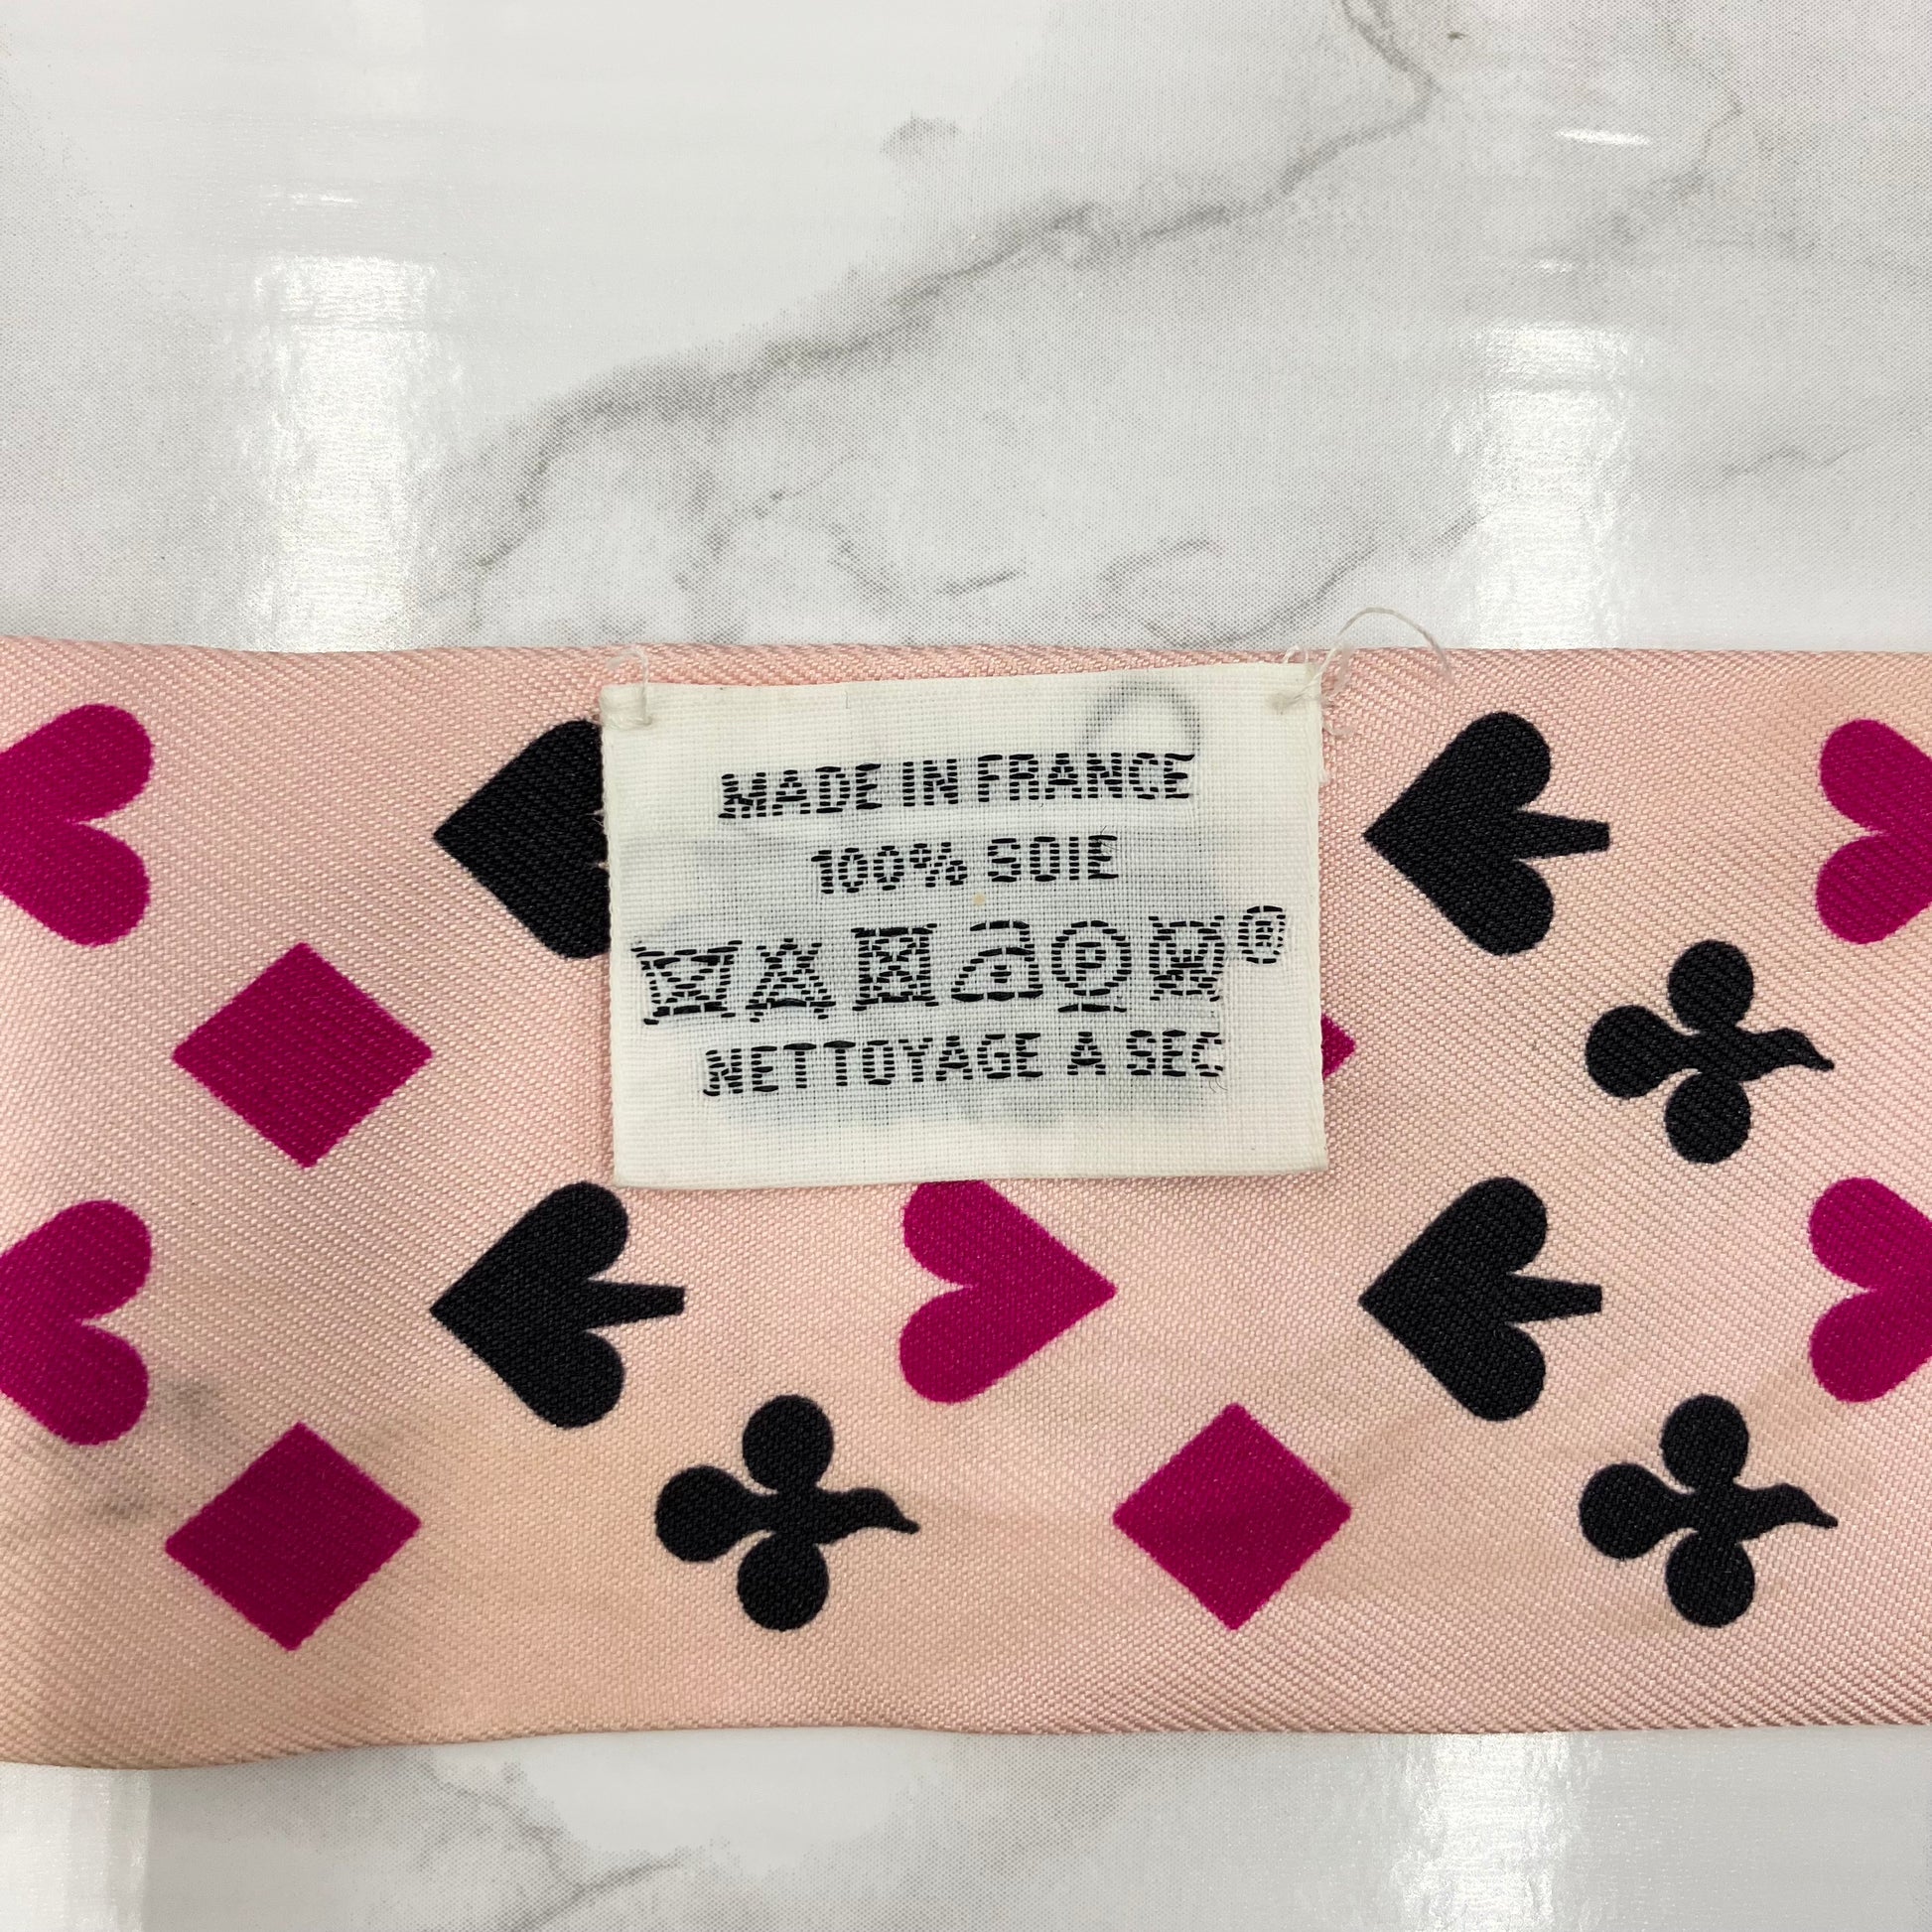 MADE IN FRANCE
100% SOIE
P W ®
NETTOYAGE A SEC